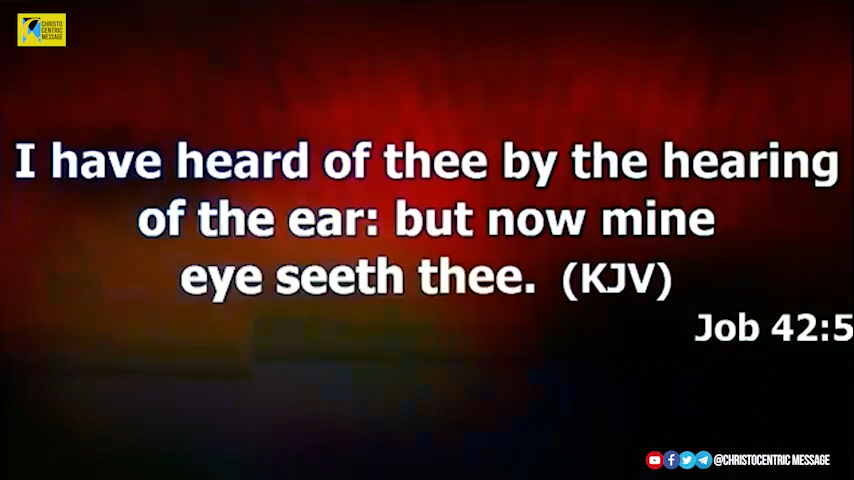 CHRISTO
CENTRIC
MESSAGE
I have heard of thee by the hearing
of the ear: but now mine
eye seeth thee. (KJV)
Job 42:5
@CHRISTOCENTRIC MESSAGE